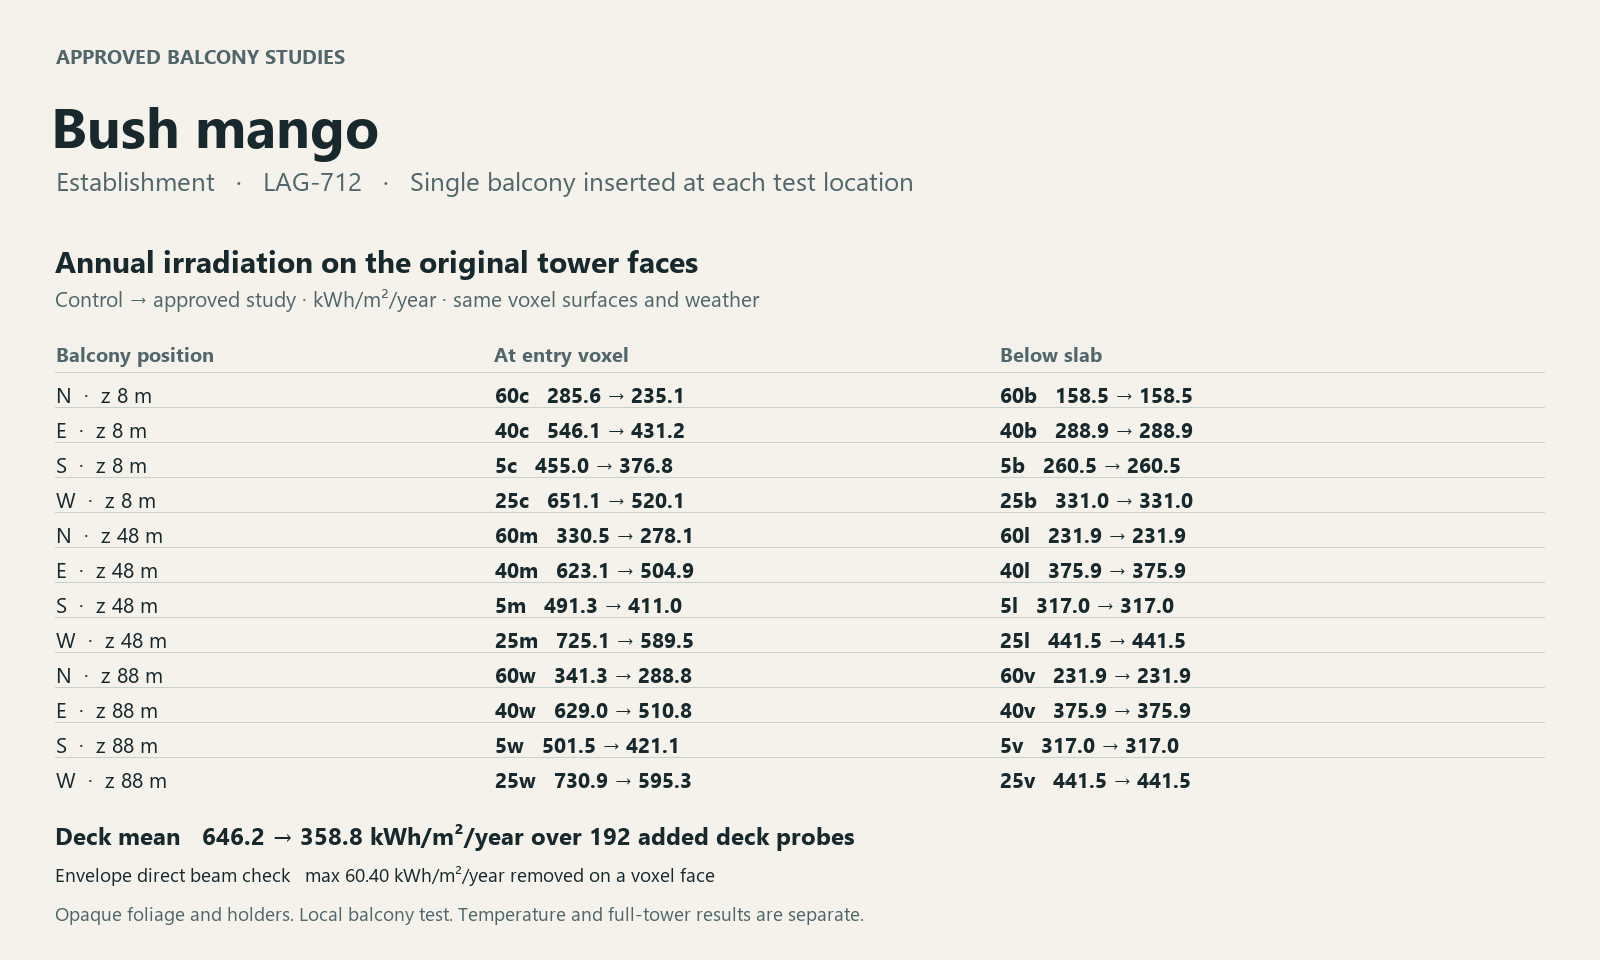 APPROVED BALCONY STUDIES
Bush mango
Establishment · LAG-712 · Single balcony inserted at each test location
Annual irradiation on the original tower faces
Control → approved study · kWh/m²/year · same voxel surfaces and weather
Balcony position At entry voxel Below slab
N · z 8 m 60c 285.6 → 235.1 60b 158.5 → 158.5
E · z 8 m 40c 546.1 → 431.2 40b 288.9 → 288.9
S · z 8 m 5c 455.0 → 376.8 5b 260.5 → 260.5
W · z 8 m 25c 651.1 → 520.1 25b 331.0 → 331.0
N · z 48 m 60m 330.5 → 278.1 60l 231.9 → 231.9
E · z 48 m 40m 623.1 → 504.9 40l 375.9 → 375.9
S · z 48 m 5m 491.3 → 411.0 5l 317.0 → 317.0
W · z 48 m 25m 725.1 → 589.5 25l 441.5 → 441.5
N · z 88 m 60w 341.3 → 288.8 60v 231.9 → 231.9
E · z 88 m 40w 629.0 → 510.8 40v 375.9 → 375.9
S · z 88 m 5w 501.5 → 421.1 5v 317.0 → 317.0
W · z 88 m 25w 730.9 → 595.3 25v 441.5 → 441.5
Deck mean 646.2 → 358.8 kWh/m²/year over 192 added deck probes
Envelope direct beam check max 60.40 kWh/m²/year removed on a voxel face
Opaque foliage and holders. Local balcony test. Temperature and full-tower results are separate.